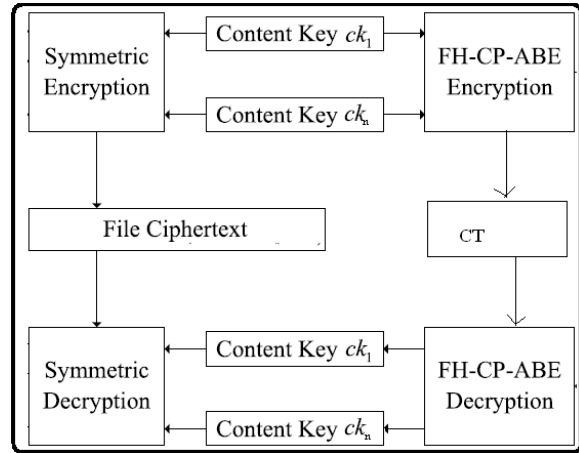 Symmetric
Encryption
Content Key ck₁
Content Key ckₙ
FH-CP-ABE
Encryption
File Ciphertext
CT
Symmetric
Decryption
Content Key ck₁
Content Key ckₙ
FH-CP-ABE
Decryption